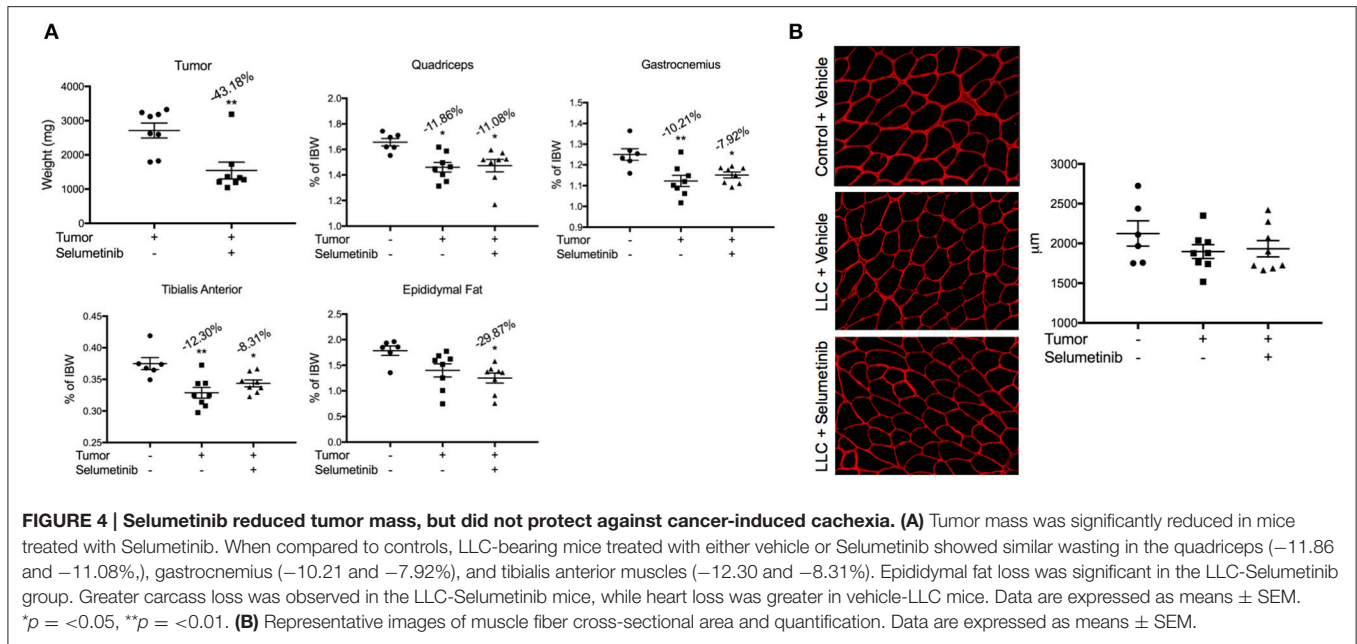 A
Tumor
Weight (mg)
4000
3000
2000
1000
0
-43.18%
**
Tumor + +
Selumetinib - +
Quadriceps
% of IBW
2.0
1.8
1.6
1.4
1.2
1.0
-11.86%
*
-11.08%
*
Tumor - + +
Selumetinib - - +
Gastrocnemius
% of IBW
1.5
1.4
1.3
1.2
1.1
0.9
-10.21%
**
-7.92%
*
Tumor - + +
Selumetinib - - +
Tibialis Anterior
% of IBW
0.45
0.40
0.35
0.30
0.25
-12.30%
**
-8.31%
*
Tumor - + +
Selumetinib - - +
Epididymal Fat
% of IBW
2.5
2.0
1.5
1.0
0.5
0.0
-29.87%
*
Tumor - + +
Selumetinib - - +
B
Control + Vehicle
LLC + Vehicle
LLC + Selumetinib
µm
3000
2500
2000
1500
1000
Tumor - + +
Selumetinib - - +
FIGURE 4 | Selumetinib reduced tumor mass, but did not protect against cancer-induced cachexia. (A) Tumor mass was significantly reduced in mice
treated with Selumetinib. When compared to controls, LLC-bearing mice treated with either vehicle or Selumetinib showed similar wasting in the quadriceps (−11.86
and −11.08%,), gastrocnemius (−10.21 and −7.92%), and tibialis anterior muscles (−12.30 and −8.31%). Epididymal fat loss was significant in the LLC-Selumetinib
group. Greater carcass loss was observed in the LLC-Selumetinib mice, while heart loss was greater in vehicle-LLC mice. Data are expressed as means ± SEM.
*p = <0.05, **p = <0.01. (B) Representative images of muscle fiber cross-sectional area and quantification. Data are expressed as means ± SEM.